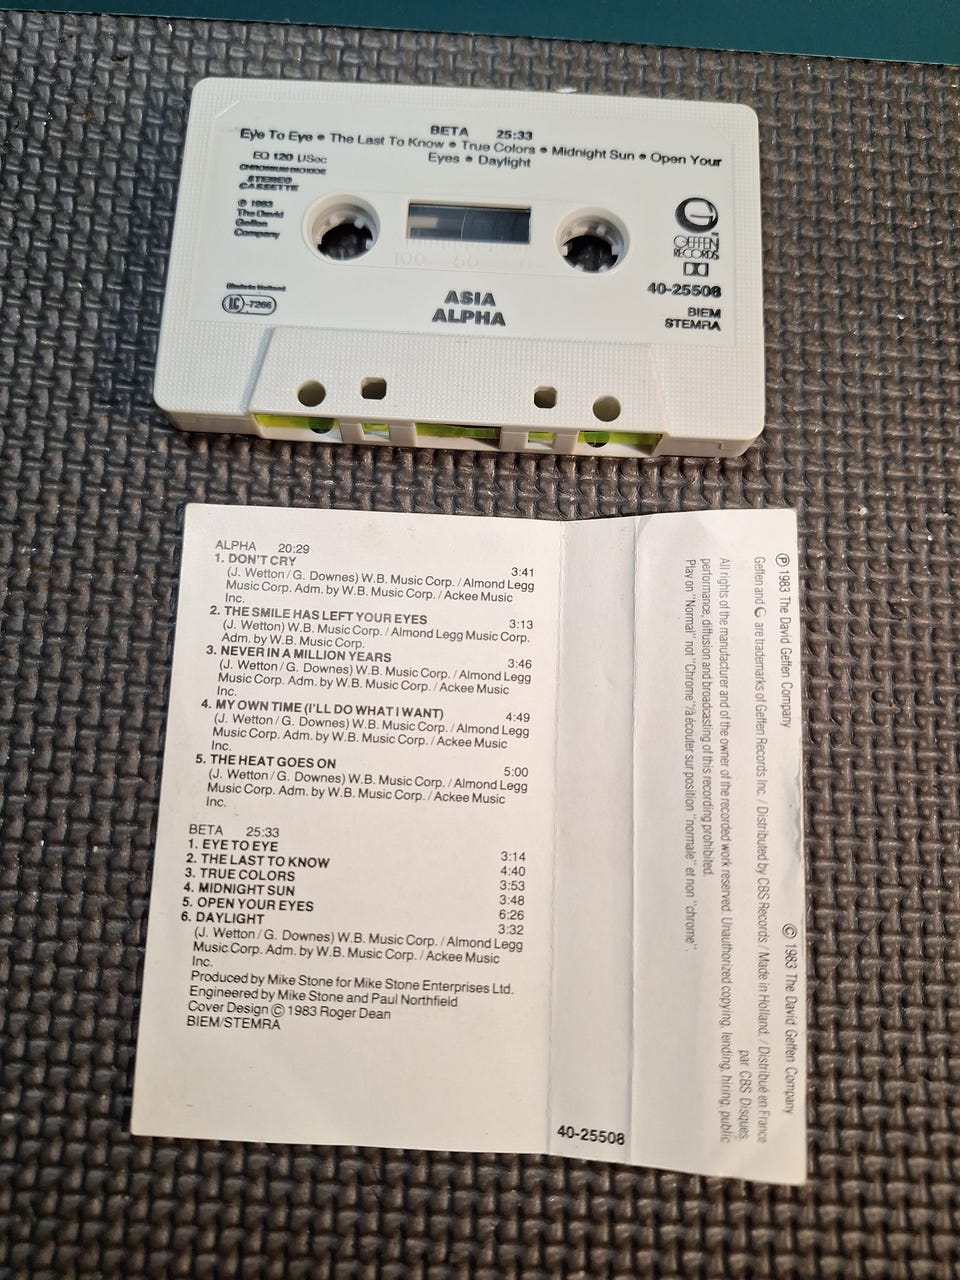 BETA 25:33
Eye To Eye • The Last To Know • True Colors • Midnight Sun • Open Your
Eyes • Daylight
EQ 120 µSec
CHROMIUM DIOXIDE
STEREO
CASSETTE
℗ 1983
The David
Geffen
Company
G
GEFFEN
RECORDS
100 50
Made in Holland
LC-7266
40-25508
BIEM
STEMRA
ASIA
ALPHA
ALPHA 20:29
1. DON'T CRY 3:41
(J. Wetton/G. Downes) W.B. Music Corp. / Almond Legg
Music Corp. Adm. by W.B. Music Corp. / Ackee Music
Inc.
2. THE SMILE HAS LEFT YOUR EYES 3:13
(J. Wetton) W.B. Music Corp. / Almond Legg Music Corp.
Adm. by W.B. Music Corp.
3. NEVER IN A MILLION YEARS 3:46
(J. Wetton/G. Downes) W.B. Music Corp. / Almond Legg
Music Corp. Adm. by W.B. Music Corp. / Ackee Music
Inc.
4. MY OWN TIME (I'LL DO WHAT I WANT) 4:49
(J. Wetton/G. Downes) W.B. Music Corp. / Almond Legg
Music Corp. Adm. by W.B. Music Corp. / Ackee Music
Inc.
5. THE HEAT GOES ON 5:00
(J. Wetton/G. Downes) W.B. Music Corp. / Almond Legg
Music Corp. Adm. by W.B. Music Corp. / Ackee Music
Inc.
BETA 25:33
1. EYE TO EYE 3:14
2. THE LAST TO KNOW 4:40
3. TRUE COLORS 3:53
4. MIDNIGHT SUN 3:48
5. OPEN YOUR EYES 6:26
6. DAYLIGHT 3:32
(J. Wetton/G. Downes) W.B. Music Corp. / Almond Legg
Music Corp. Adm. by W.B. Music Corp. / Ackee Music
Inc.
Produced by Mike Stone for Mike Stone Enterprises Ltd.
Engineered by Mike Stone and Paul Northfield
Cover Design © 1983 Roger Dean
BIEM/STEMRA
40-25508
℗ 1983 The David Geffen Company © 1983 The David Geffen Company
Geffen and G are trademarks of Geffen Records Inc. / Distributed by CBS Records / Made in Holland. / Distribué en France
par CBS Disques.
All rights of the manufacturer and of the owner of the recorded work reserved. Unauthorized copying, lending, hiring, public
performance, diffusion and broadcasting of this recording prohibited.
Play on "Normal" not "Chrome"/à écouter sur position "normale" et non "chrome".